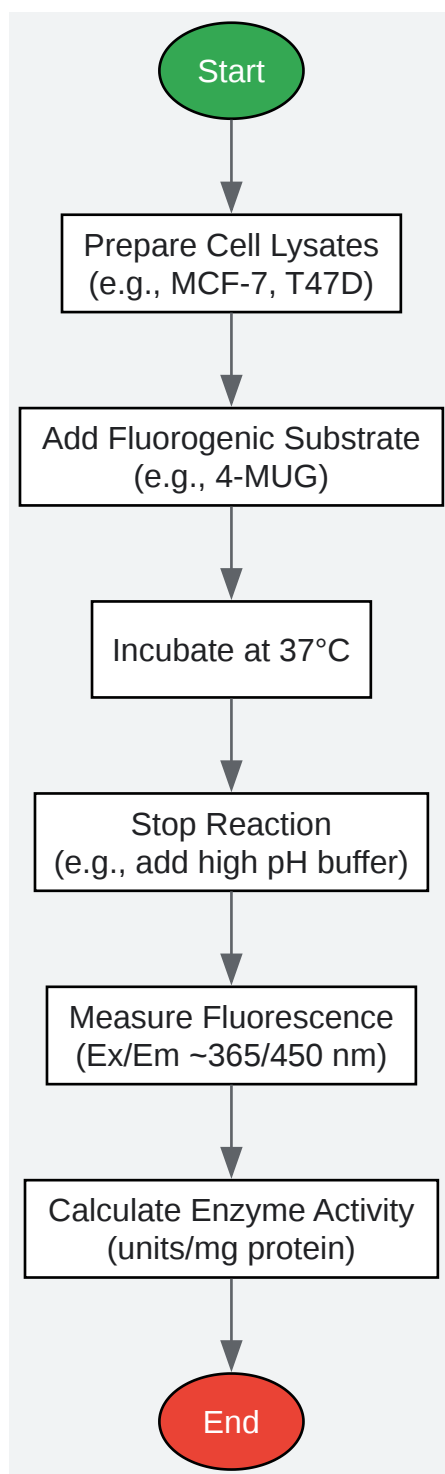 Start
Prepare Cell Lysates
(e.g., MCF-7, T47D)
Add Fluorogenic Substrate
(e.g., 4-MUG)
Incubate at 37°C
Stop Reaction
(e.g., add high pH buffer)
Measure Fluorescence
(Ex/Em ~365/450 nm)
Calculate Enzyme Activity
(units/mg protein)
End